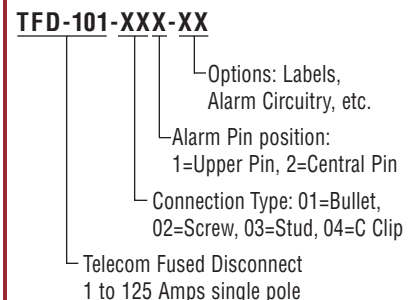 TFD-101-XXX-XX
Options: Labels,
Alarm Circuitry, etc.
Alarm Pin position:
1=Upper Pin, 2=Central Pin
Connection Type: 01=Bullet,
02=Screw, 03=Stud, 04=C Clip
Telecom Fused Disconnect
1 to 125 Amps single pole